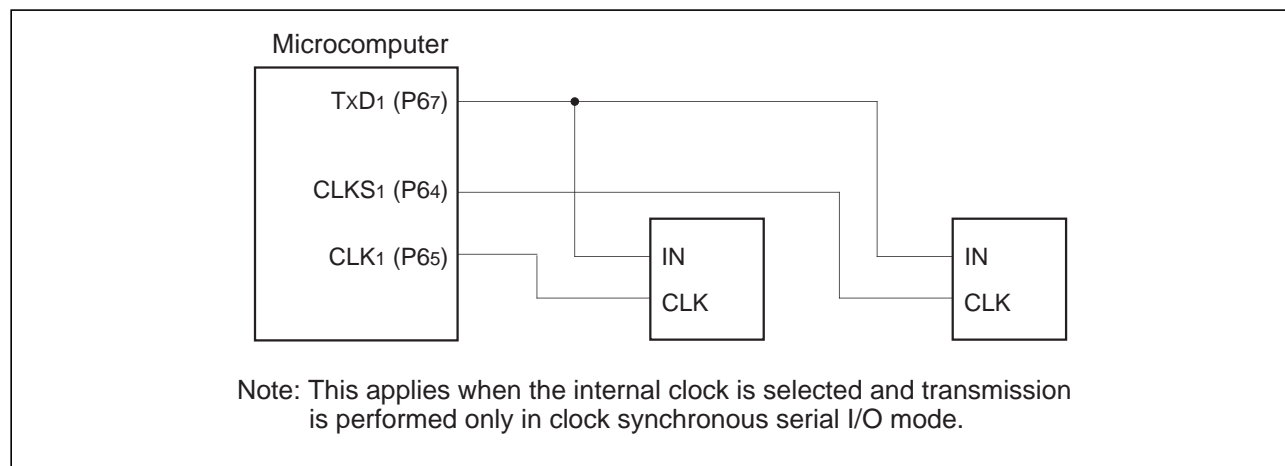 Microcomputer
TxD1 (P67)
CLKS1 (P64)
CLK1 (P65)
IN
CLK
IN
CLK
Note: This applies when the internal clock is selected and transmission
is performed only in clock synchronous serial I/O mode.